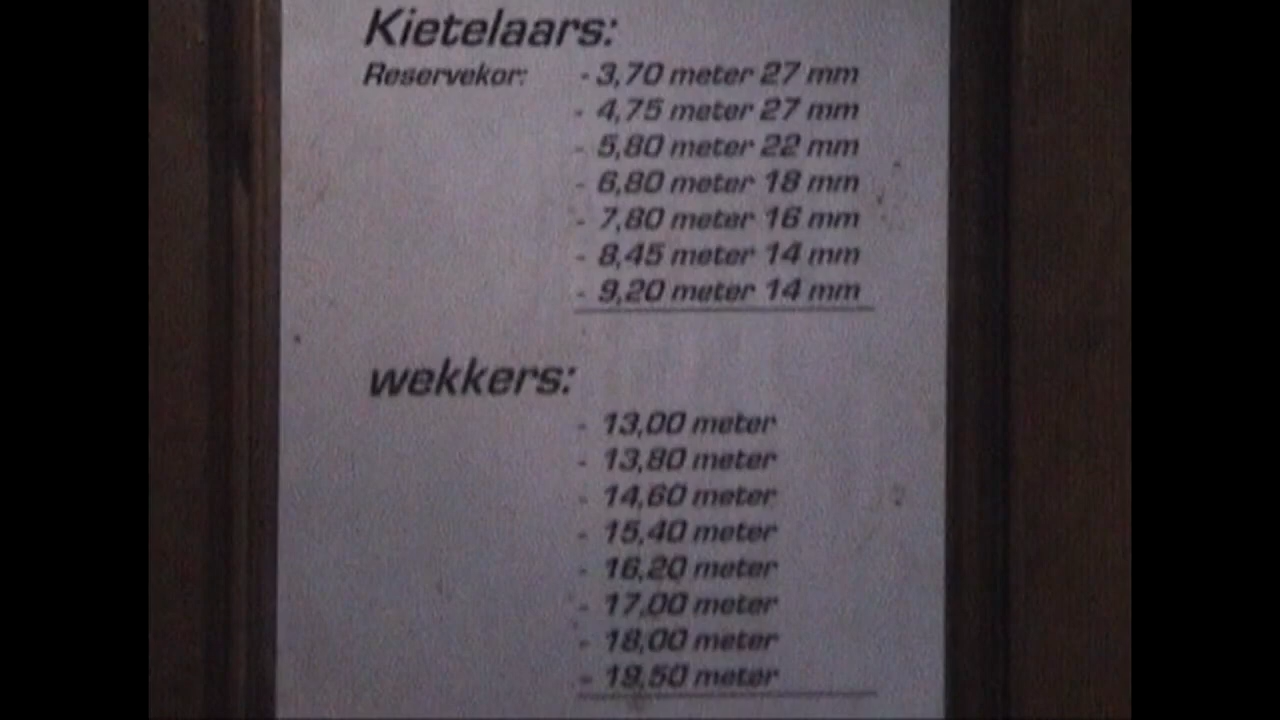 Kietelaars:
Reservekor: - 3,70 meter 27 mm
- 4,75 meter 27 mm
- 5,80 meter 22 mm
- 6,80 meter 18 mm
- 7,80 meter 16 mm
- 8,45 meter 14 mm
- 9,20 meter 14 mm
wekkers:
- 13,00 meter
- 13,80 meter
- 14,60 meter
- 15,40 meter
- 16,20 meter
- 17,00 meter
- 18,00 meter
- 19,50 meter